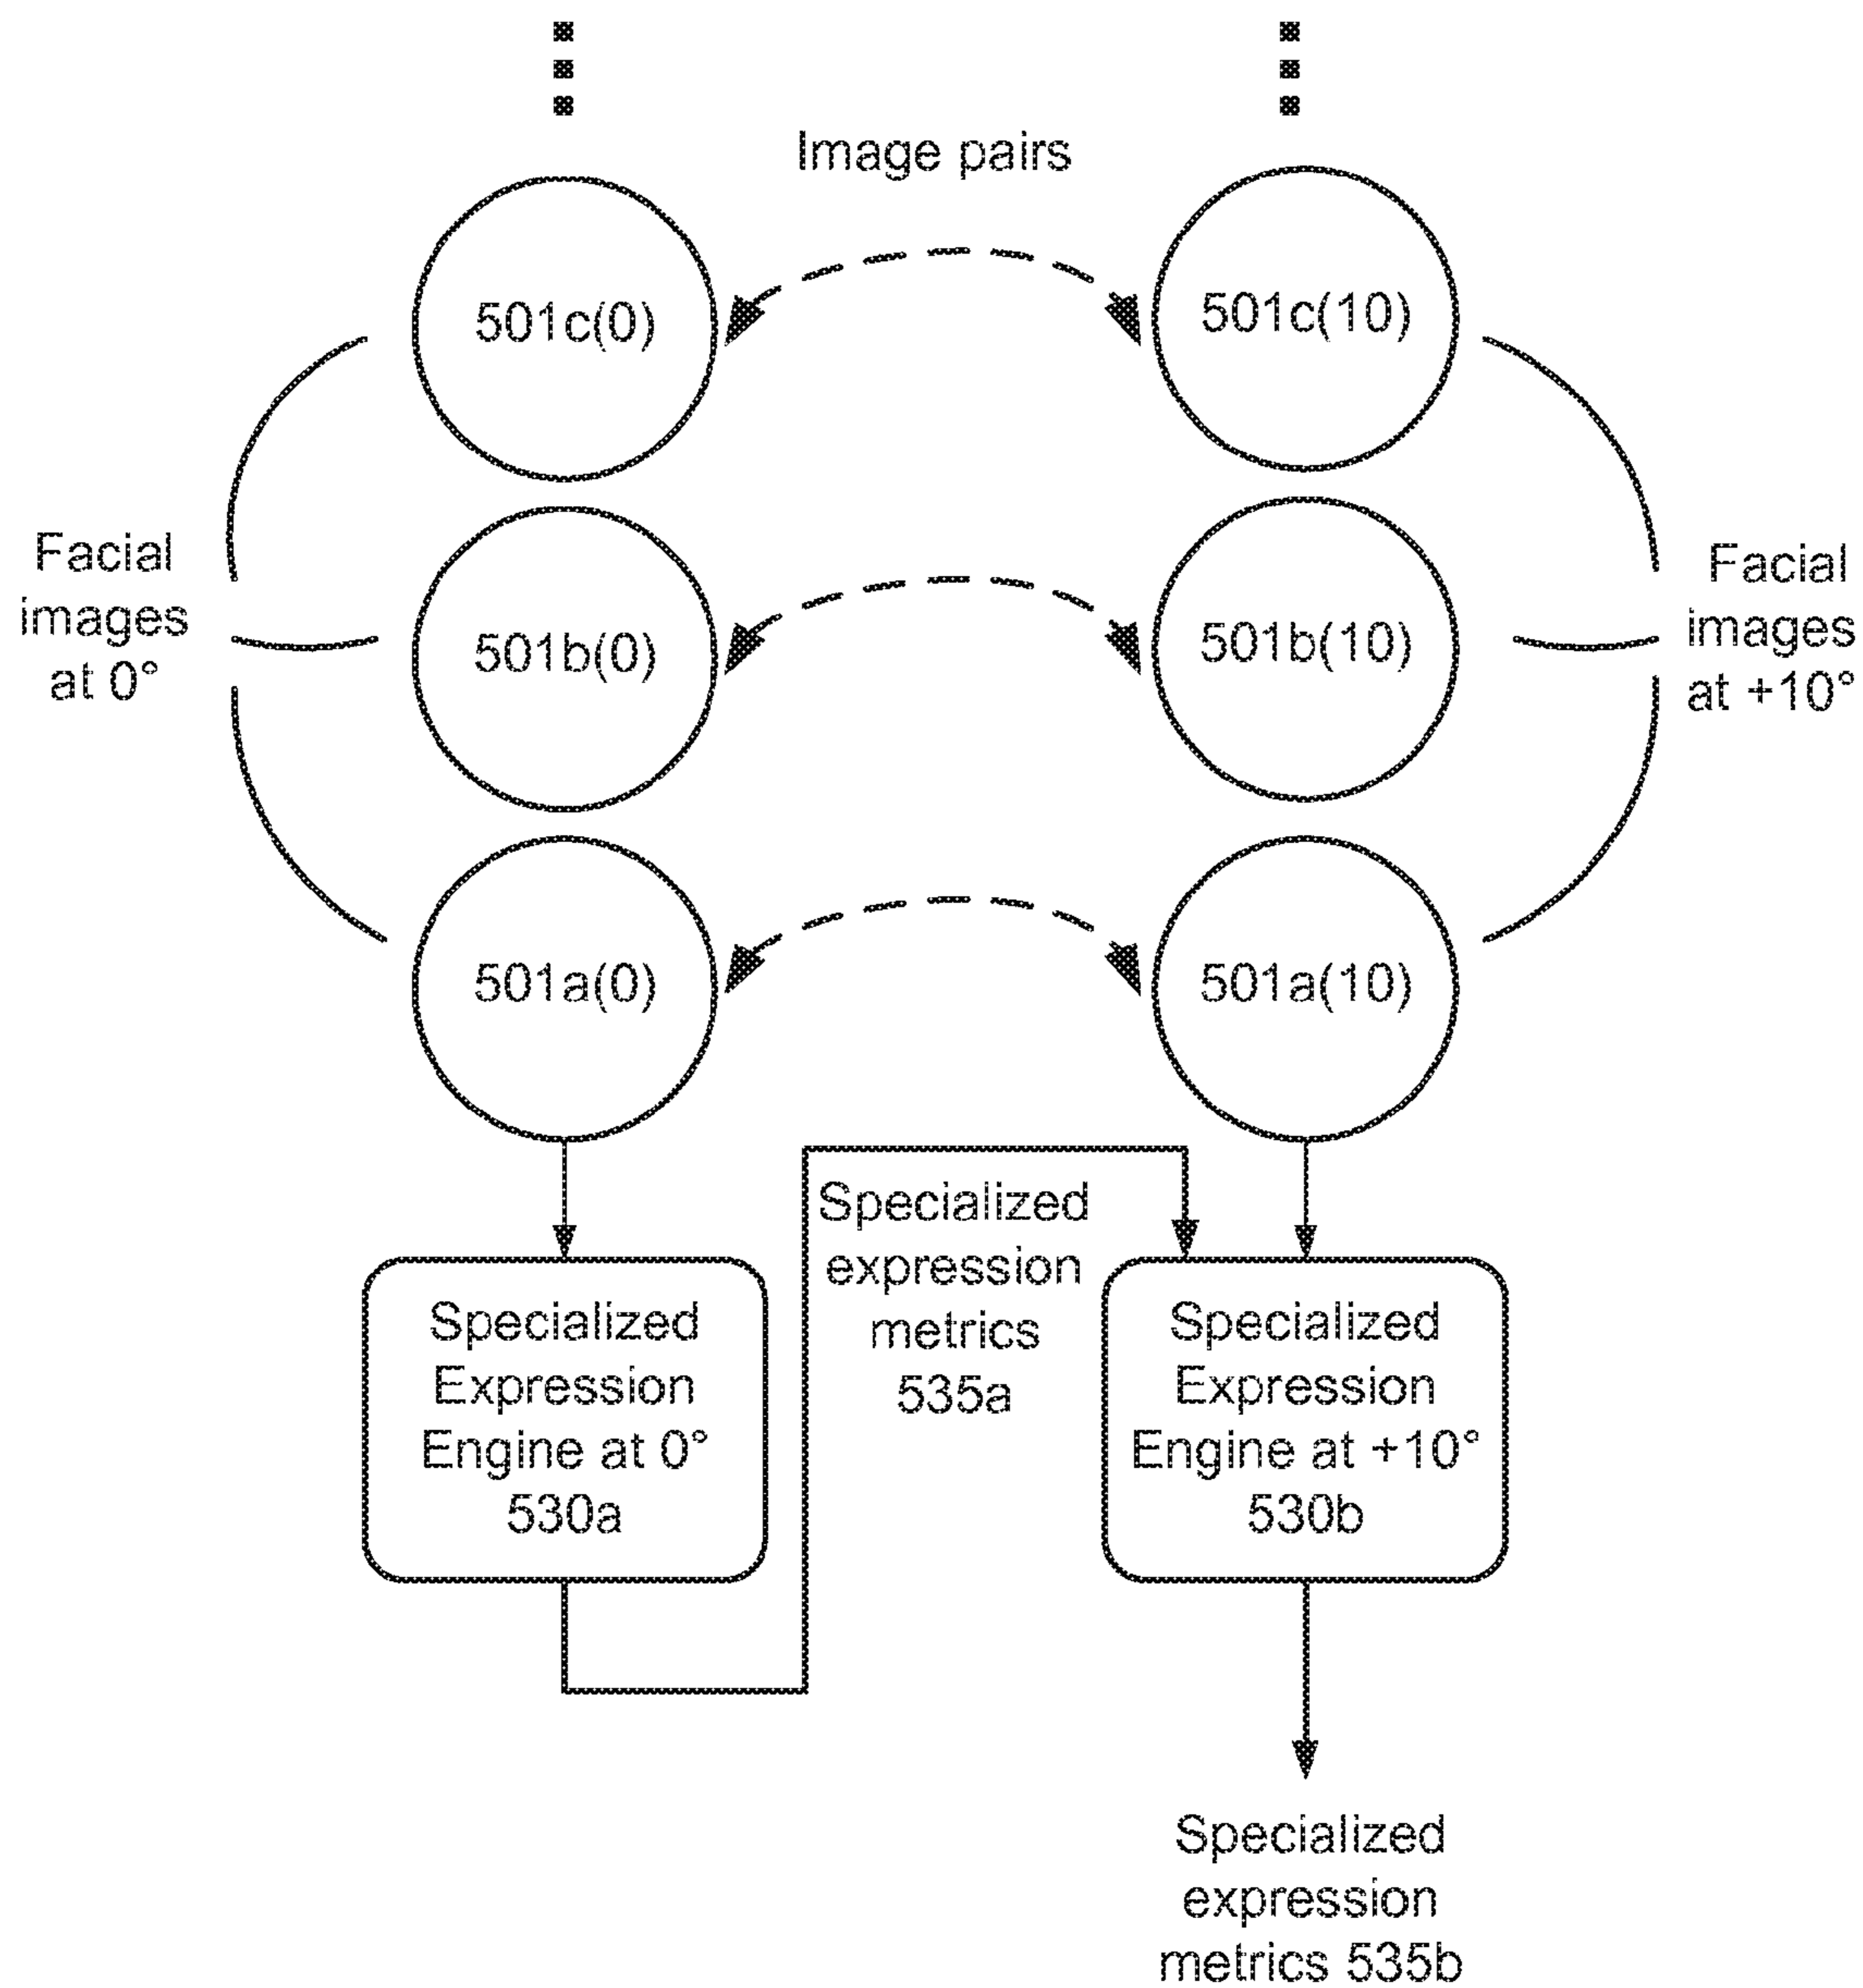 Image pairs
501c(0)
501c(10)
Facial
images
at 0°
501b(0)
501b(10)
Facial
images
at +10°
501a(0)
501a(10)
Specialized
expression
metrics
535a
Specialized
Expression
Engine at 0°
530a
Specialized
Expression
Engine at +10°
530b
Specialized
expression
metrics 535b